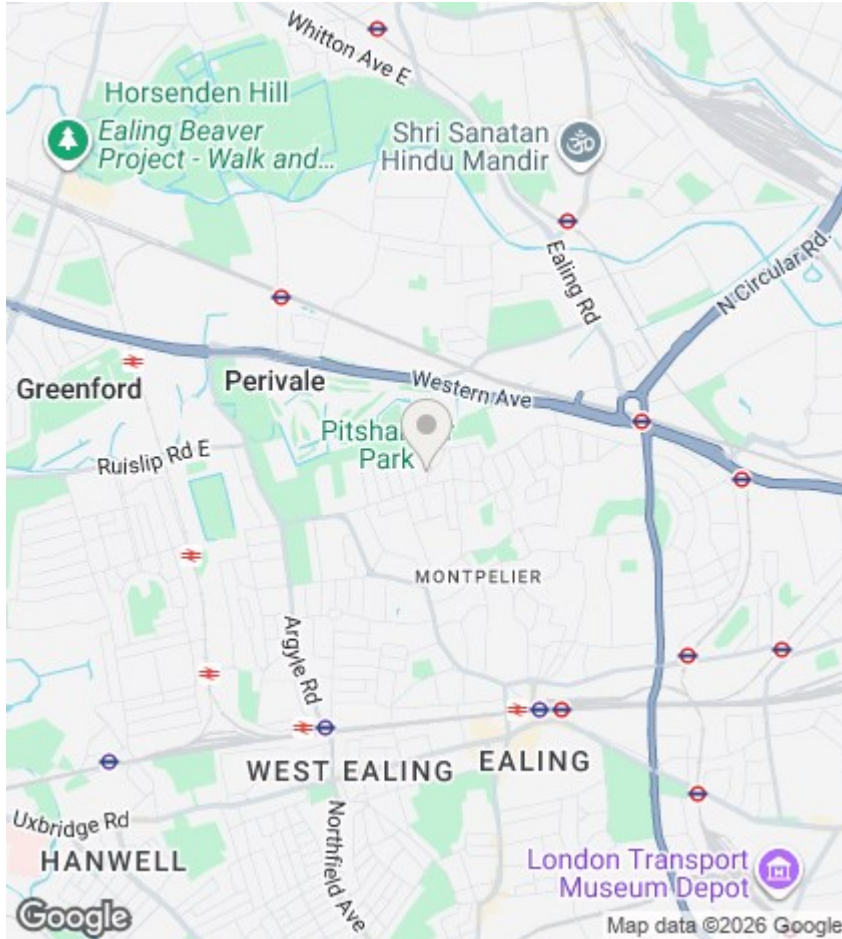 Whitton Ave E
Horsenden Hill
Ealing Beaver
Project - Walk and...
Shri Sanatan
Hindu Mandir
Ealing Rd
N Circular Rd.
Greenford
Perivale
Western Ave
Park
Ruislip Rd E
MONTPELIER
Argyle Rd
WEST EALING
EALING
Uxbridge Rd
Northfield Ave
HANWELL
London Transport
Museum Depot
Google
Map data ©2026 Google